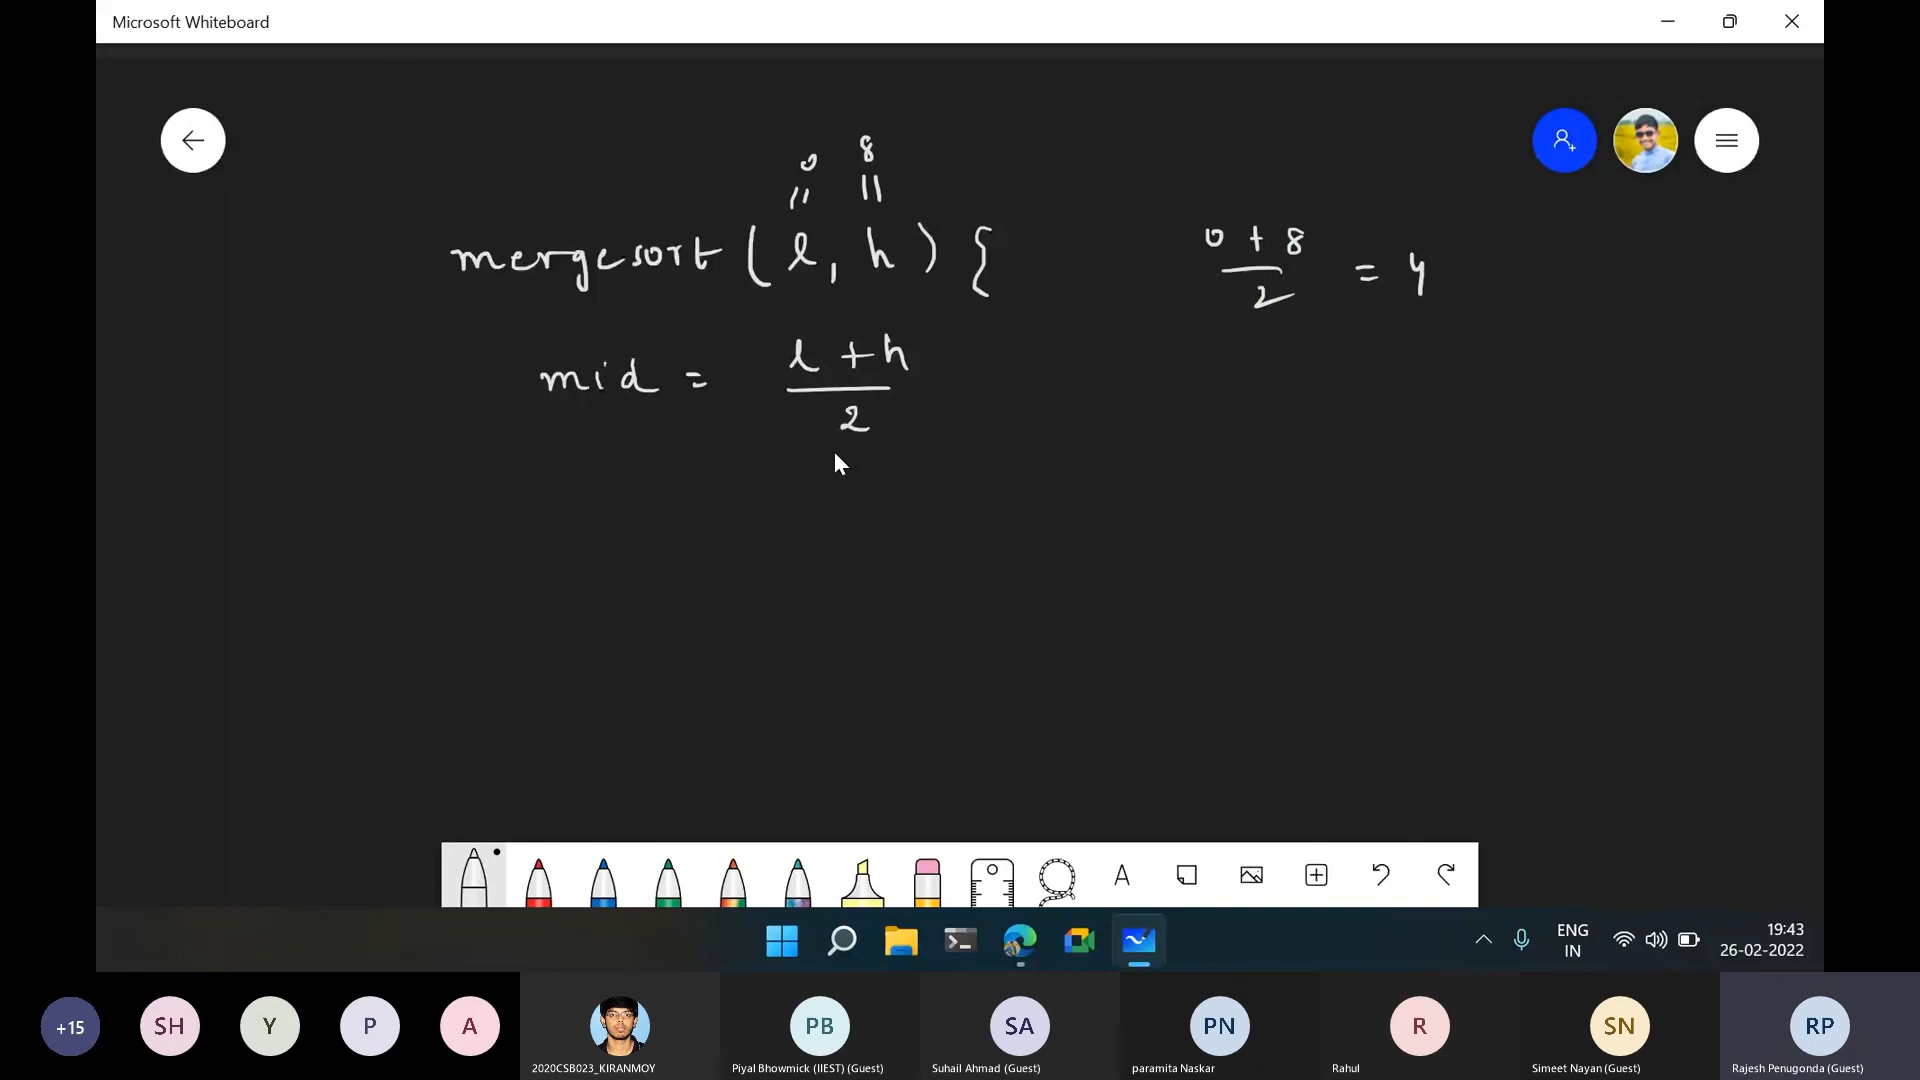 Microsoft Whiteboard
0 8
|| ||
mergesort ( l, h ) {
0 + 8
2
= 4
mid =
l + h
2
A
ENG
IN
19:43
26-02-2022
+15
SH
Y
P
A
2020CSB023_KIRANMOY
PB
Piyal Bhowmick (IIEST) (Guest)
SA
Suhail Ahmad (Guest)
PN
paramita Naskar
R
Rahul
SN
Simeet Nayan (Guest)
RP
Rajesh Penugonda (Guest)